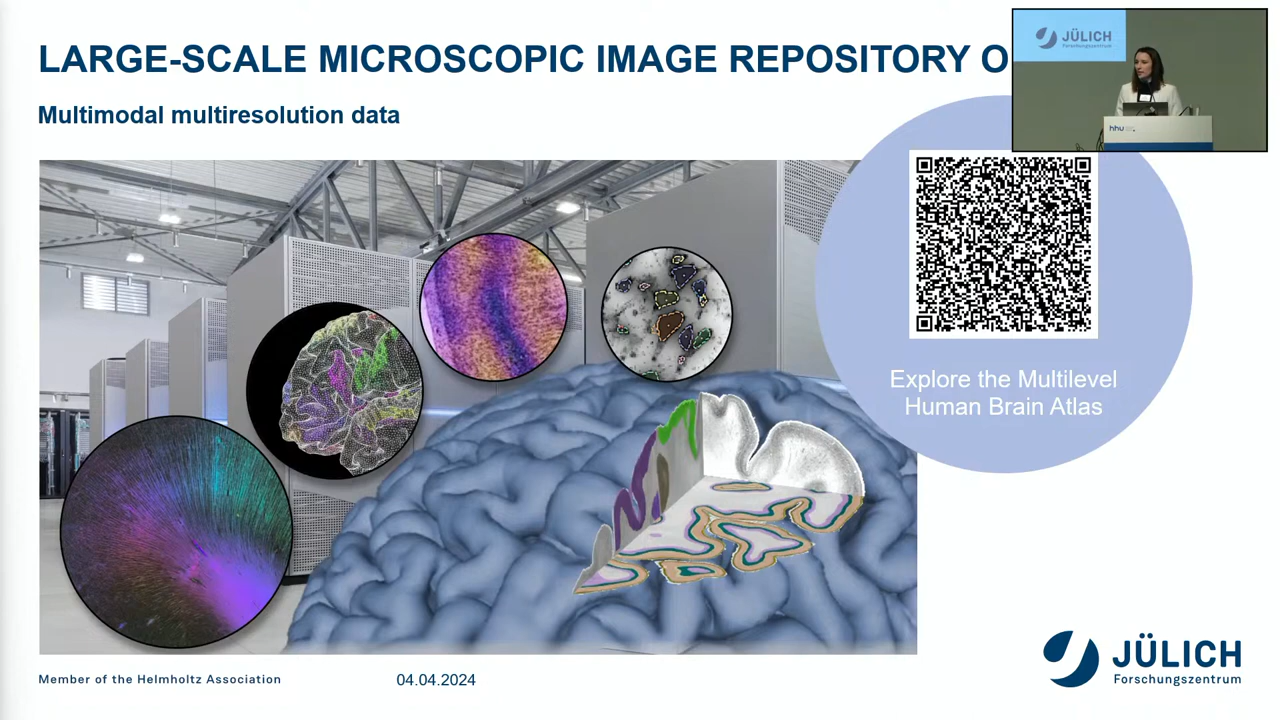 LARGE-SCALE MICROSCOPIC IMAGE REPOSITORY O
Multimodal multiresolution data
JÜLICH
Forschungszentrum
hhu
Explore the Multilevel
Human Brain Atlas
Member of the Helmholtz Association
04.04.2024
JÜLICH
Forschungszentrum